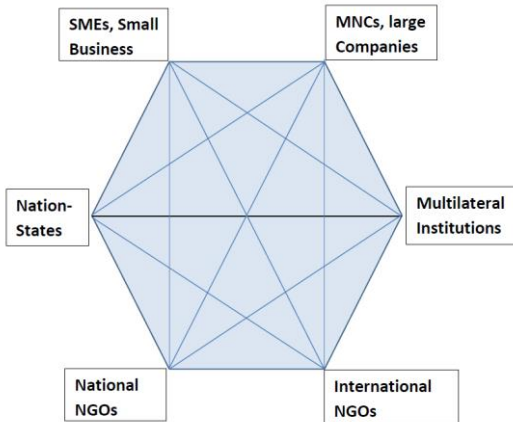 SMEs, Small
Business
MNCs, large
Companies
Nation-
States
Multilateral
Institutions
National
NGOs
International
NGOs